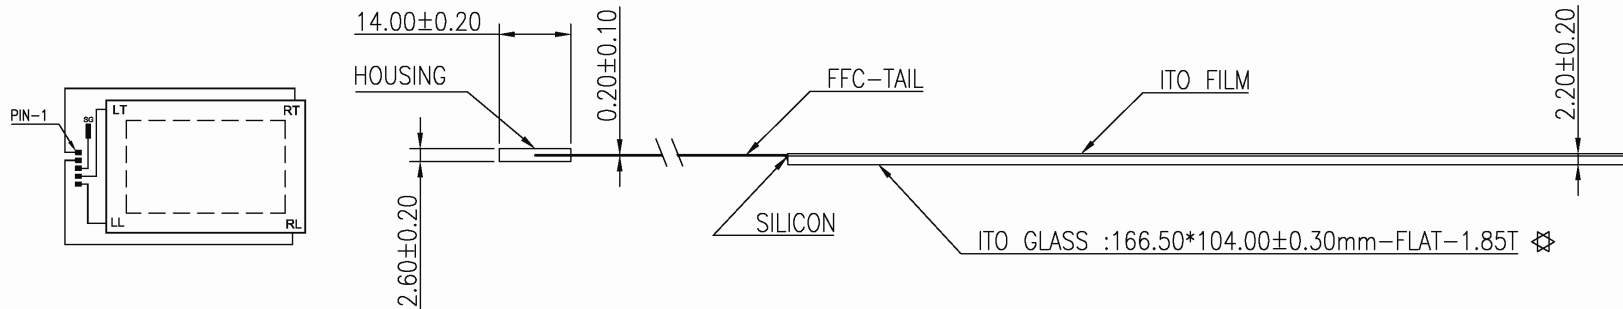 14.00±0.20
0.20±0.10
2.20±0.20
HOUSING
FFC-TAIL
ITO FILM
PIN-1
SG
LT
RT
LL
RL
2.60±0.20
SILICON
ITO GLASS :166.50*104.00±0.30mm-FLAT-1.85T